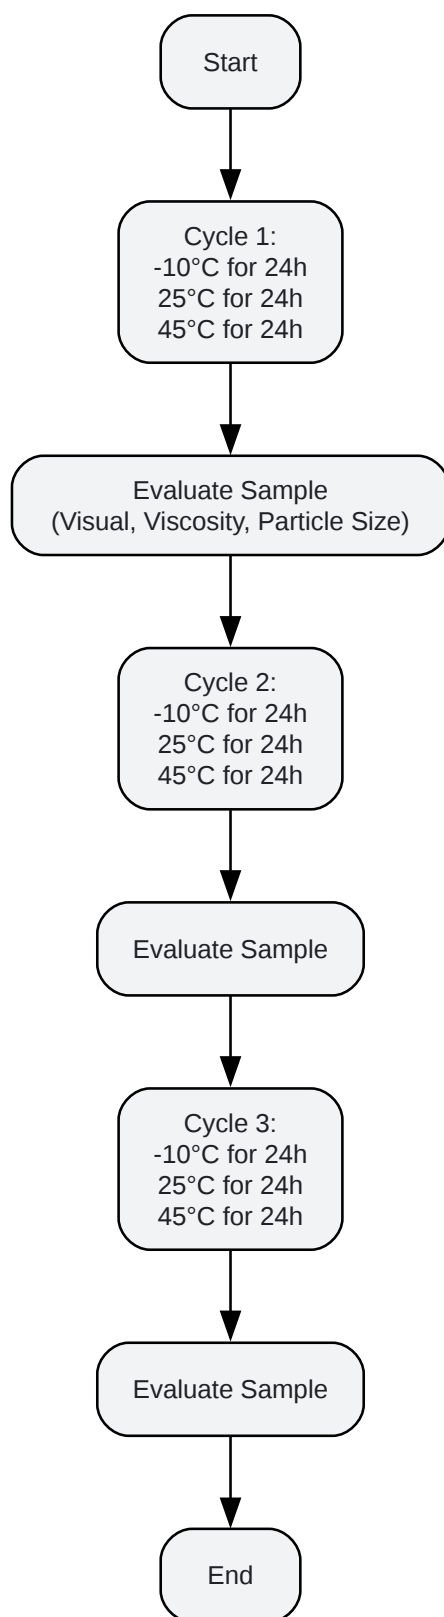 Start
Cycle 1:
-10°C for 24h
25°C for 24h
45°C for 24h
Evaluate Sample
(Visual, Viscosity, Particle Size)
Cycle 2:
-10°C for 24h
25°C for 24h
45°C for 24h
Evaluate Sample
Cycle 3:
-10°C for 24h
25°C for 24h
45°C for 24h
Evaluate Sample
End